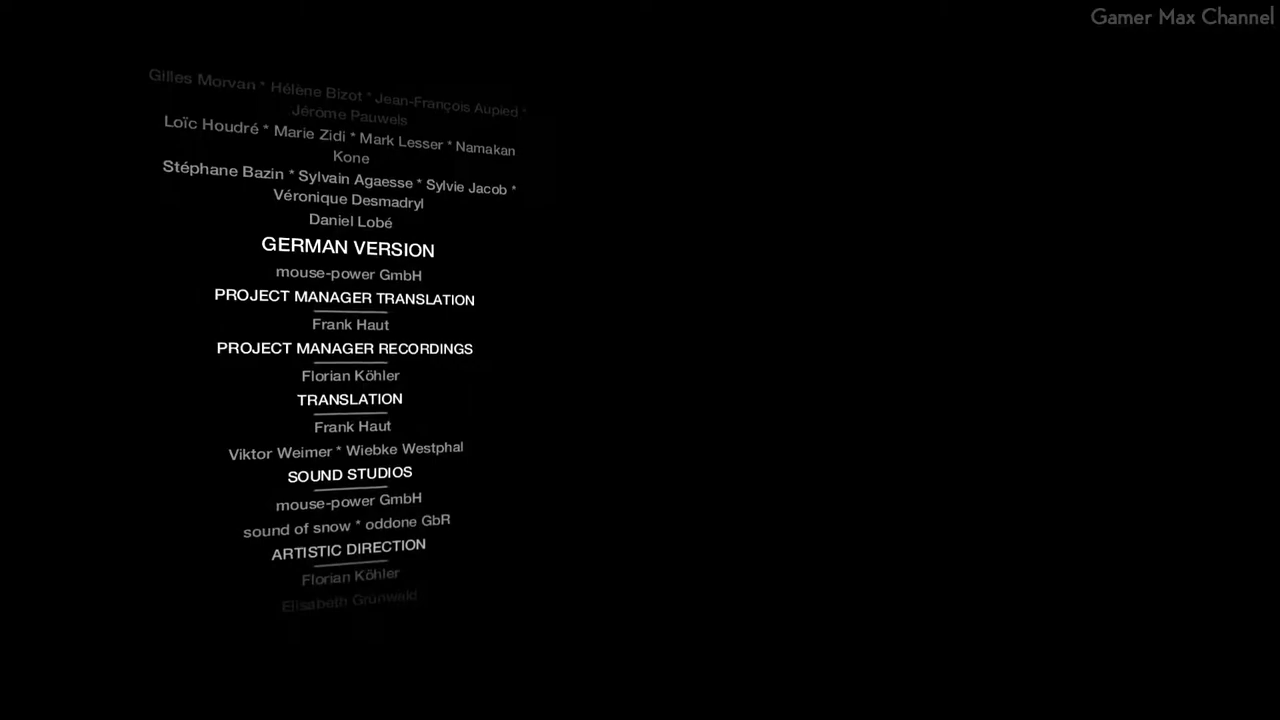 Gamer Max Channel
Gilles Morvan * Hélène Bizot * Jean-François Aupied *
Jérôme Pauwels
Loïc Houdré * Marie Zidi * Mark Lesser * Namakan
Kone
Stéphane Bazin * Sylvain Agaesse * Sylvie Jacob *
Véronique Desmadryl
Daniel Lobé
GERMAN VERSION
mouse-power GmbH
PROJECT MANAGER TRANSLATION
Frank Haut
PROJECT MANAGER RECORDINGS
Florian Köhler
TRANSLATION
Frank Haut
Viktor Weimer * Wiebke Westphal
SOUND STUDIOS
mouse-power GmbH
sound of snow * oddone GbR
ARTISTIC DIRECTION
Florian Köhler
Elisabeth Grünwald